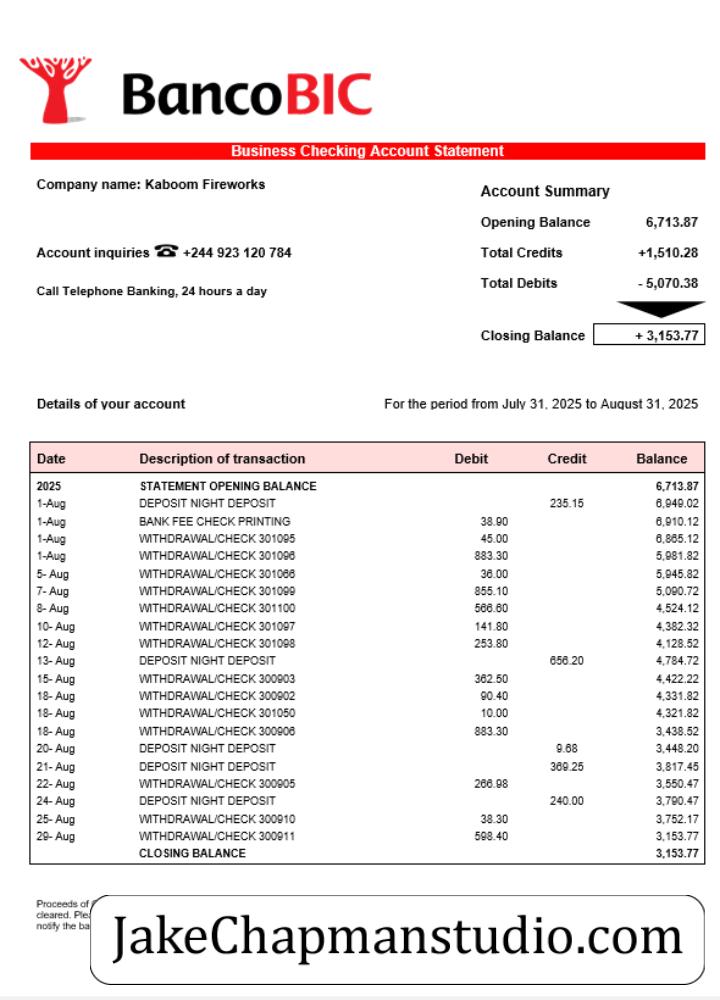 BancoBIC
Business Checking Account Statement
Company name: Kaboom Fireworks
Account inquiries ☎ +244 923 120 784
Call Telephone Banking, 24 hours a day
Account Summary
Opening Balance 6,713.87
Total Credits +1,510.28
Total Debits - 5,070.38
Closing Balance + 3,153.77
Details of your account For the period from July 31, 2025 to August 31, 2025
Date Description of transaction Debit Credit Balance
2025 STATEMENT OPENING BALANCE 6,713.87
1-Aug DEPOSIT NIGHT DEPOSIT 235.15 6,949.02
1-Aug BANK FEE CHECK PRINTING 38.90 6,910.12
1-Aug WITHDRAWAL/CHECK 301095 45.00 6,865.12
1-Aug WITHDRAWAL/CHECK 301096 883.30 5,981.82
5- Aug WITHDRAWAL/CHECK 301066 36.00 5,945.82
7- Aug WITHDRAWAL/CHECK 301099 855.10 5,090.72
8- Aug WITHDRAWAL/CHECK 301100 566.60 4,524.12
10- Aug WITHDRAWAL/CHECK 301097 141.80 4,382.32
12- Aug WITHDRAWAL/CHECK 301098 253.80 4,128.52
13- Aug DEPOSIT NIGHT DEPOSIT 656.20 4,784.72
15- Aug WITHDRAWAL/CHECK 300903 362.50 4,422.22
18- Aug WITHDRAWAL/CHECK 300902 90.40 4,331.82
18- Aug WITHDRAWAL/CHECK 301050 10.00 4,321.82
18- Aug WITHDRAWAL/CHECK 300906 883.30 3,438.52
20- Aug DEPOSIT NIGHT DEPOSIT 9.68 3,448.20
21- Aug DEPOSIT NIGHT DEPOSIT 369.25 3,817.45
22- Aug WITHDRAWAL/CHECK 300905 266.98 3,550.47
24- Aug DEPOSIT NIGHT DEPOSIT 240.00 3,790.47
25- Aug WITHDRAWAL/CHECK 300910 38.30 3,752.17
29- Aug WITHDRAWAL/CHECK 300911 598.40 3,153.77
CLOSING BALANCE 3,153.77
Proceeds of
cleared.
notify the
JakeChapmanstudio.com